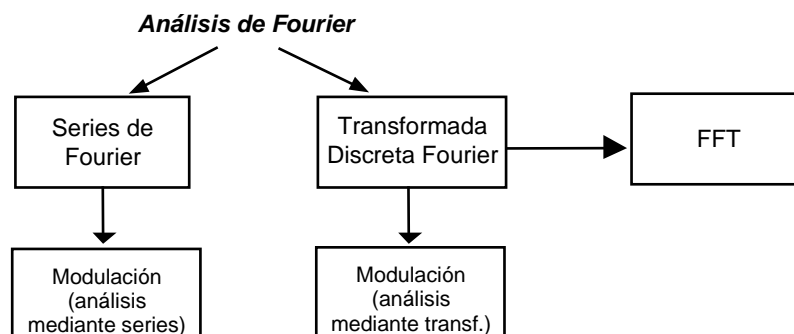 Análisis de Fourier
Series de
Fourier
Transformada
Discreta Fourier
FFT
Modulación
(análisis
mediante series)
Modulación
(análisis
mediante transf.)